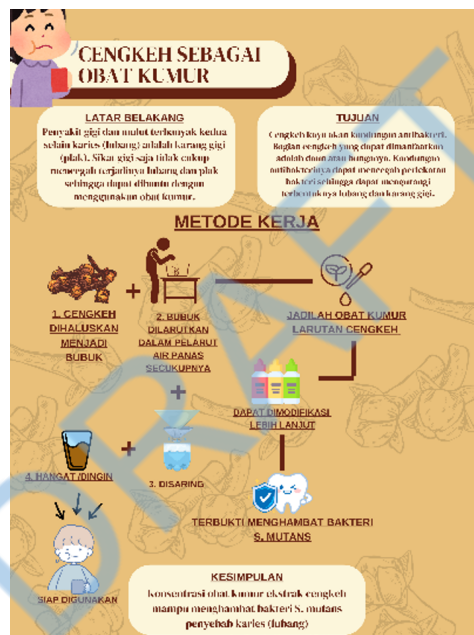 CENGKEH SEBAGAI
OBAT KUMUR
LATAR BELAKANG
Penyakit gigi dan mulut terbanyak kedua
selain karies (lubang) adalah karang gigi
(plak). Sikat gigi saja tidak cukup
mencegah terjadinya lubang dan plak
sehingga dapat dibantu dengan
menggunakan obat kumur.
TUJUAN
Cengkeh kaya akan kandungan antibakteri.
Bagian cengkeh yang dapat dimanfaatkan
adalah daun atau bunganya. Kandungan
antibakterinya dapat mencegah perlekatan
bakteri sehingga dapat mengurangi
terbentuknya lubang dan karang gigi.
METODE KERJA
1. CENGKEH
DIHALUSKAN
MENJADI
BUBUK
2. BUBUK
DILARUTKAN
DALAM PELARUT
AIR PANAS
SECUKUPNYA
JADILAH OBAT KUMUR
LARUTAN CENGKEH
DAPAT DIMODIFIKASI
LEBIH LANJUT
3. DISARING
4. HANGAT /DINGIN
TERBUKTI MENGHAMBAT BAKTERI
S. MUTANS
SIAP DIGUNAKAN
KESIMPULAN
Konsentrasi obat kumur ekstrak cengkeh
mampu menghambat bakteri S. mutans
penyebab karies (lubang)
DRAFT